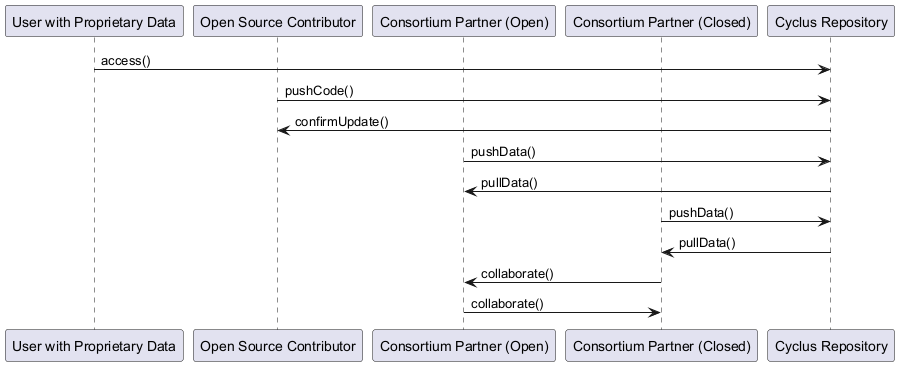 User with Proprietary Data
Open Source Contributor
Consortium Partner (Open)
Consortium Partner (Closed)
Cyclus Repository
access()
pushCode()
confirmUpdate()
pushData()
pullData()
pushData()
pullData()
collaborate()
collaborate()
User with Proprietary Data
Open Source Contributor
Consortium Partner (Open)
Consortium Partner (Closed)
Cyclus Repository